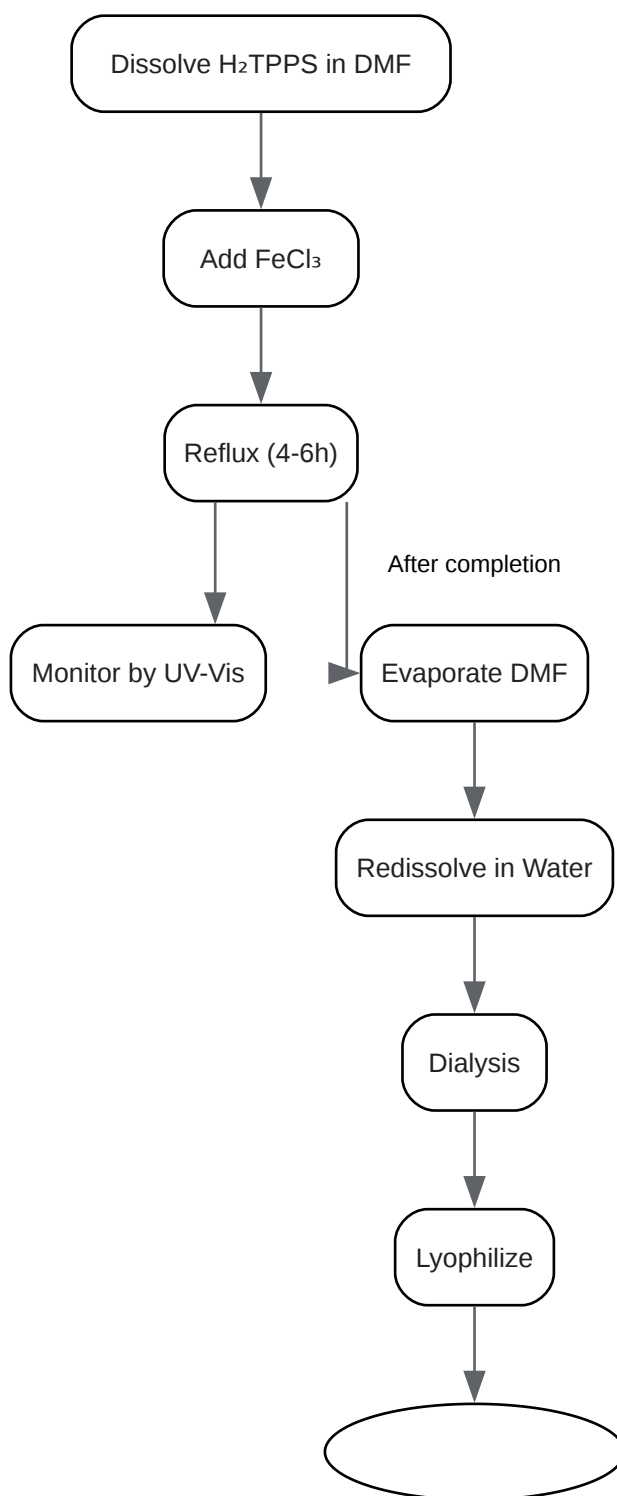 Dissolve H₂TPPS in DMF
Add FeCl₃
Reflux (4-6h)
After completion
Monitor by UV-Vis
Evaporate DMF
Redissolve in Water
Dialysis
Lyophilize